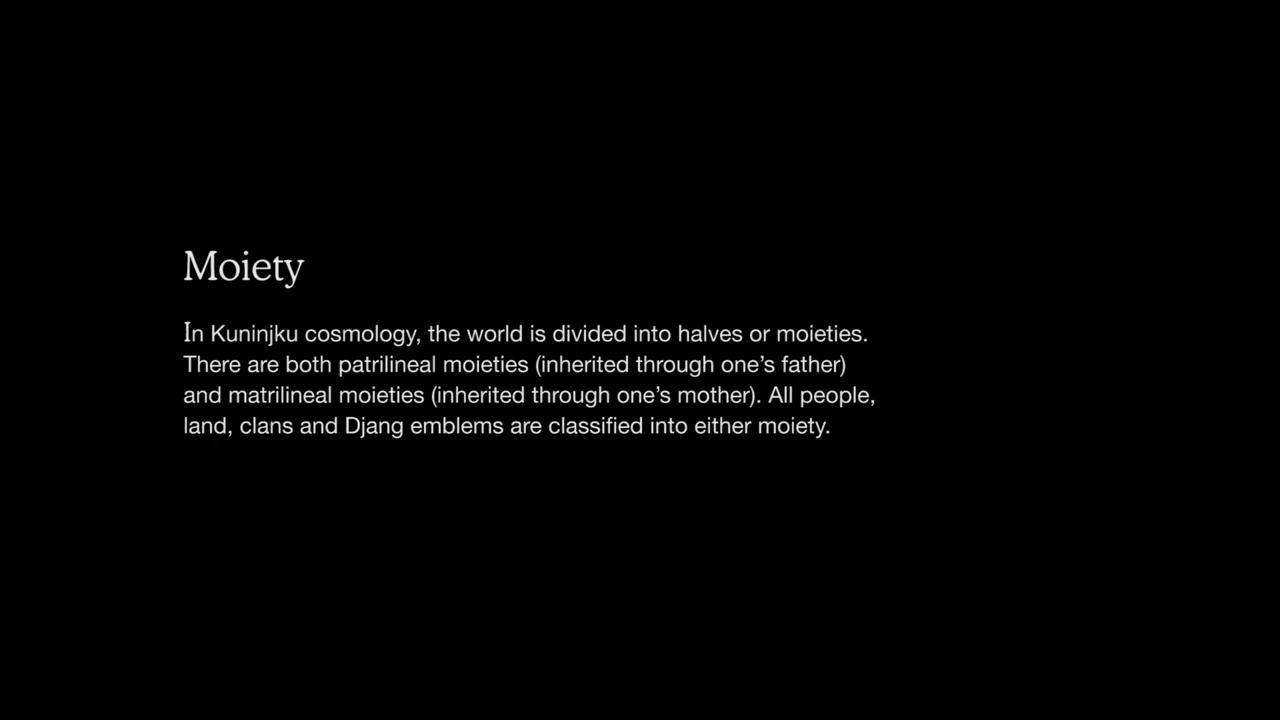 Moiety
In Kuninjku cosmology, the world is divided into halves or moieties.
There are both patrilineal moieties (inherited through one’s father)
and matrilineal moieties (inherited through one’s mother). All people,
land, clans and Djang emblems are classified into either moiety.